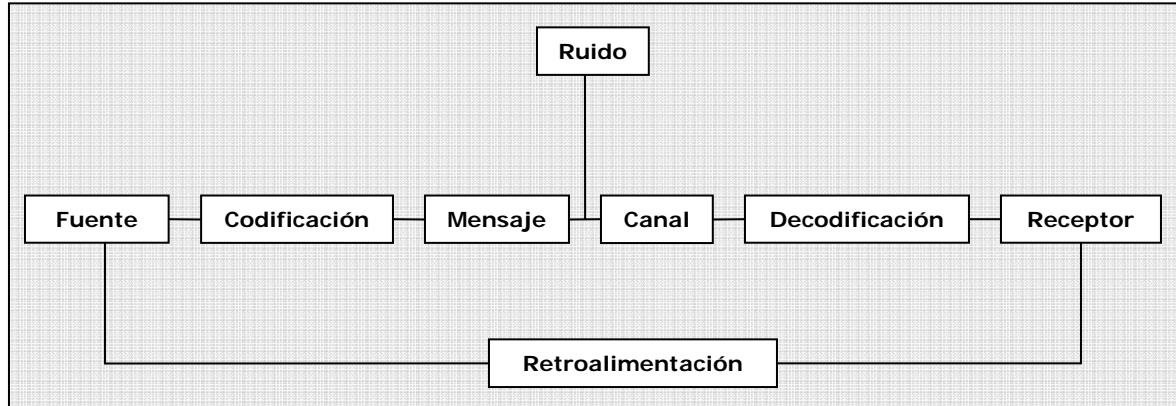 Ruido
Fuente
Codificación
Mensaje
Canal
Decodificación
Receptor
Retroalimentación